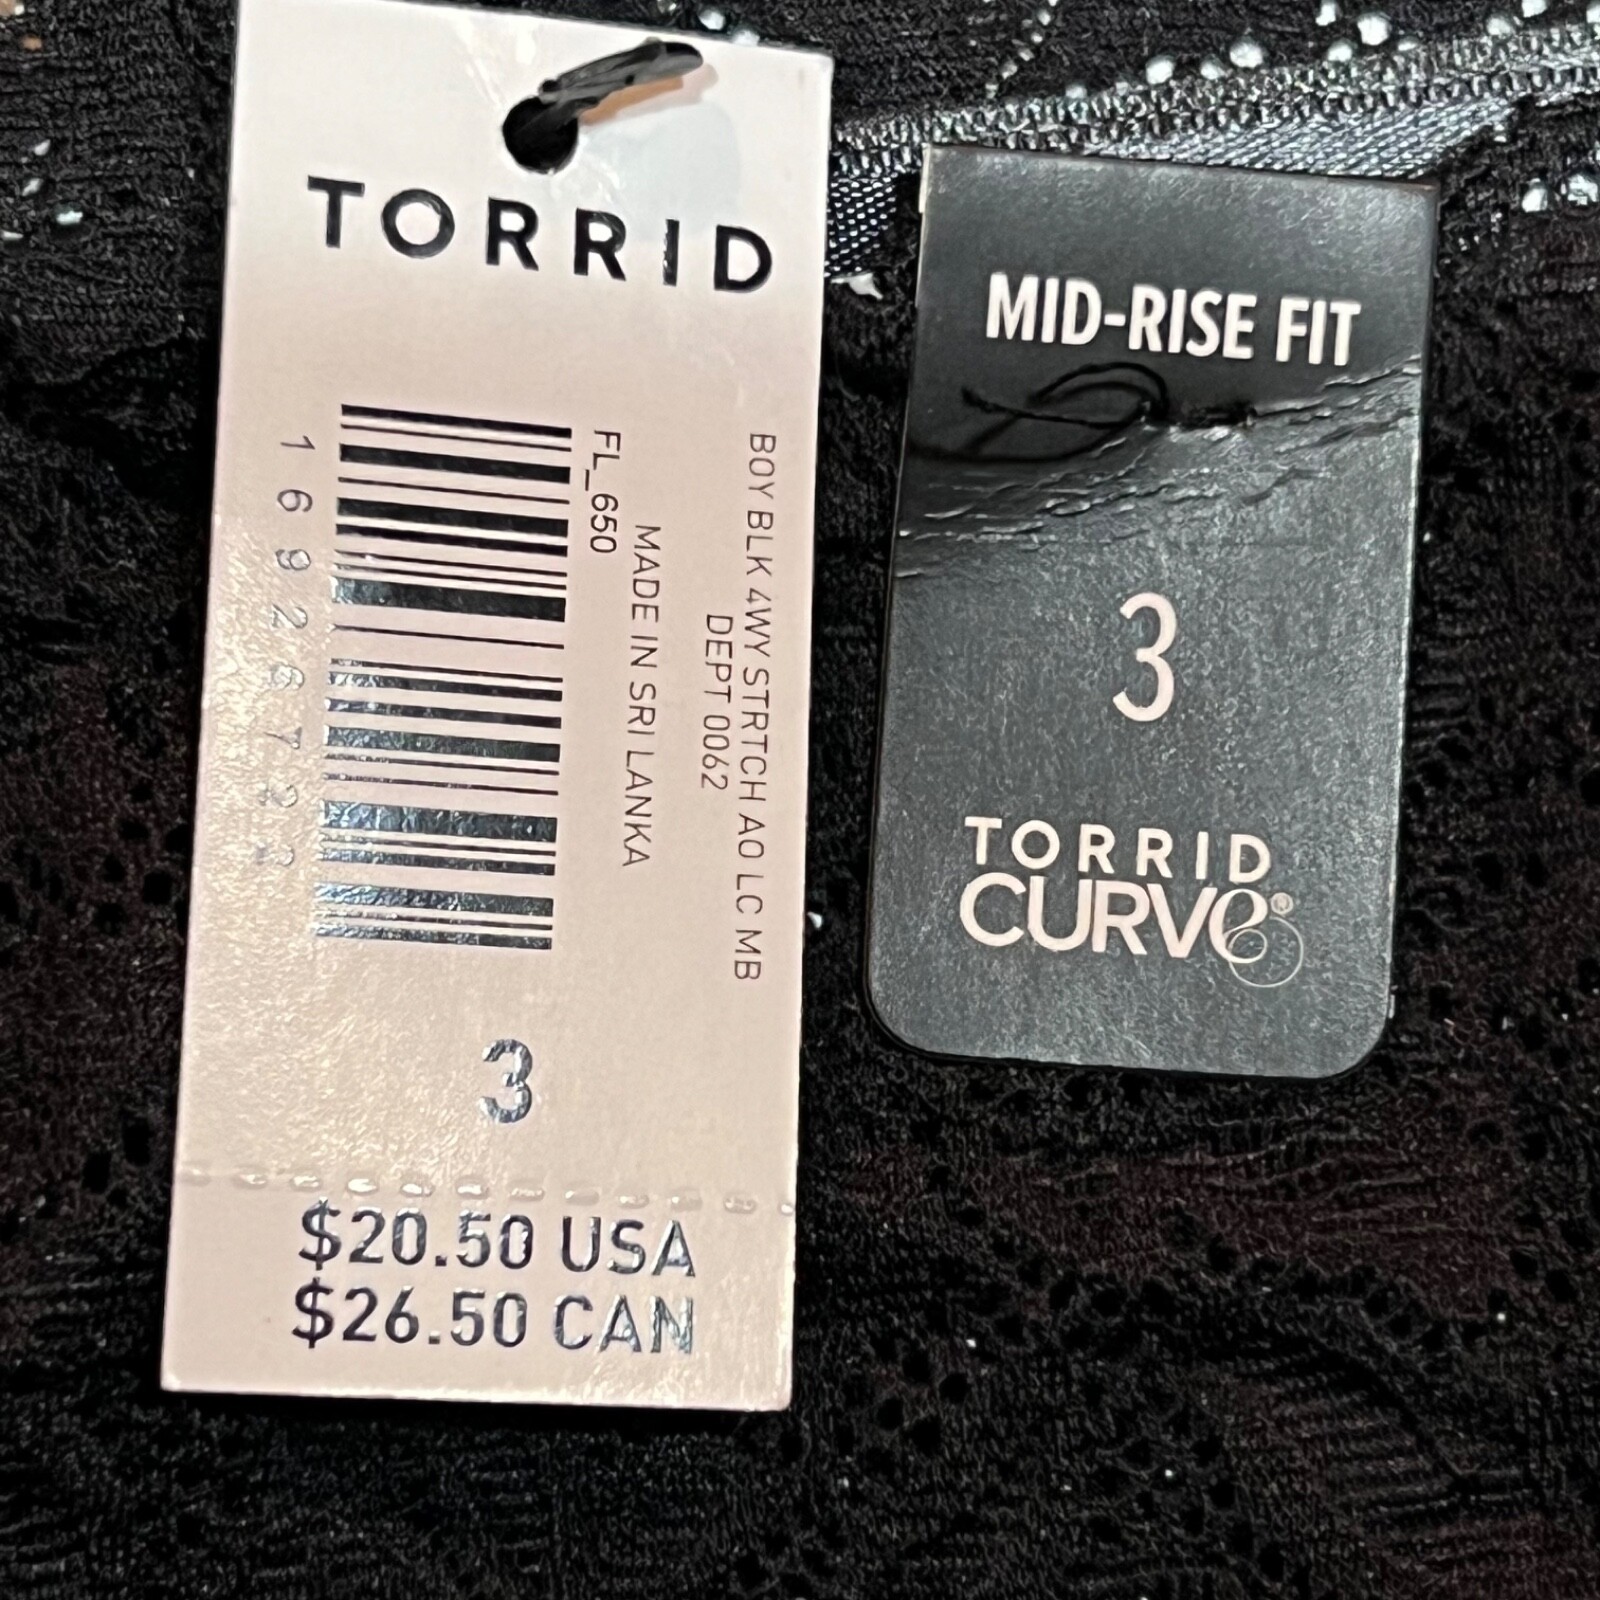 TORRID
BOY BLK 4WY STRTCH AO LC MB
DEPT 0062
MADE IN SRI LANKA
FL_650
16926722
3
$20.50 USA
$26.50 CAN
MID-RISE FIT
3
TORRID
CURVE®